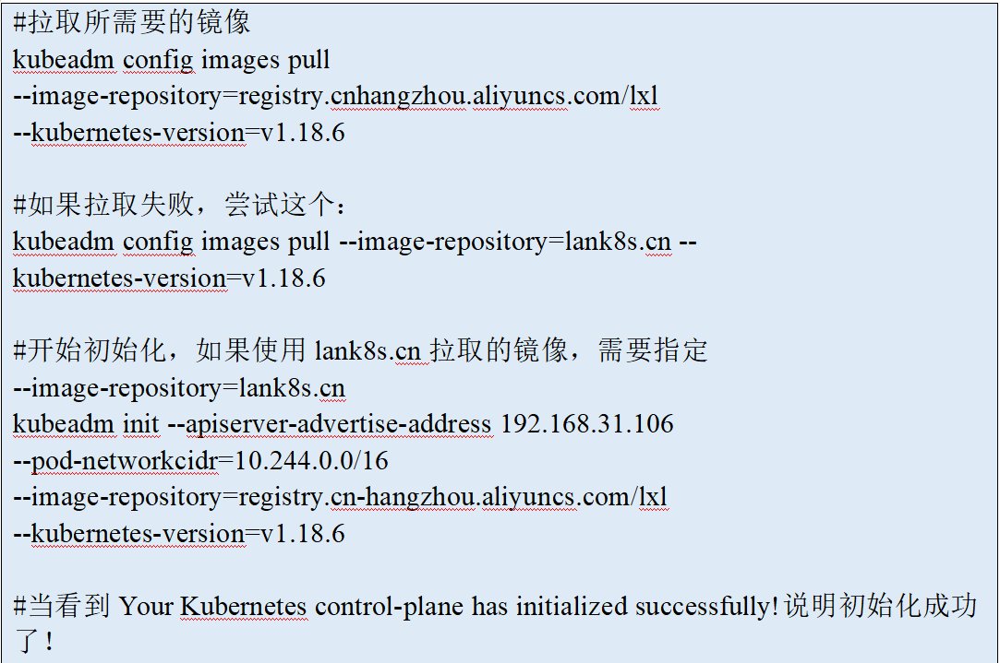 #拉取所需要的镜像
kubeadm config images pull
--image-repository=registry.cnhangzhou.aliyuncs.com/lxl
--kubernetes-version=v1.18.6
#如果拉取失败，尝试这个：
kubeadm config images pull --image-repository=lank8s.cn --
kubernetes-version=v1.18.6
#开始初始化，如果使用 lank8s.cn 拉取的镜像，需要指定
--image-repository=lank8s.cn
kubeadm init --apiserver-advertise-address 192.168.31.106
--pod-networkcidr=10.244.0.0/16
--image-repository=registry.cn-hangzhou.aliyuncs.com/lxl
--kubernetes-version=v1.18.6
#当看到 Your Kubernetes control-plane has initialized successfully! 说明初始化成功
了！